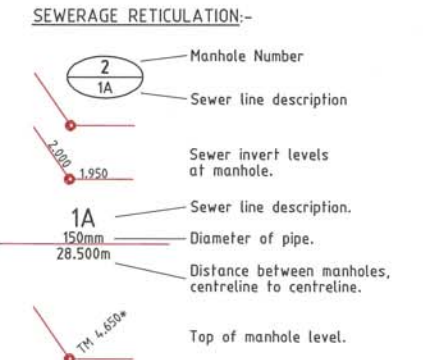 SEWERAGE RETICULATION:-
2
Manhole Number
1A
Sewer line description
2.000
1.950
Sewer invert levels
at manhole.
1A
Sewer line description.
150mm
Diameter of pipe.
28.500m
Distance between manholes,
centreline to centreline.
TM 4.650*
Top of manhole level.